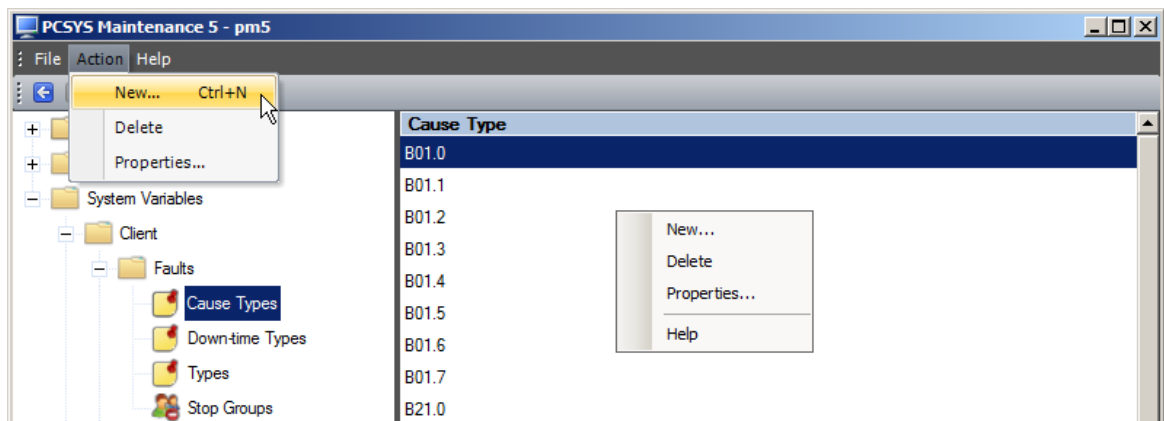 PCSYS Maintenance 5 - pm5
File Action Help
New... Ctrl+N
Delete
Properties...
System Variables
Client
Faults
Cause Types
Down-time Types
Types
Stop Groups
Cause Type
B01.0
B01.1
B01.2
B01.3
B01.4
B01.5
B01.6
B01.7
B21.0
New...
Delete
Properties...
Help